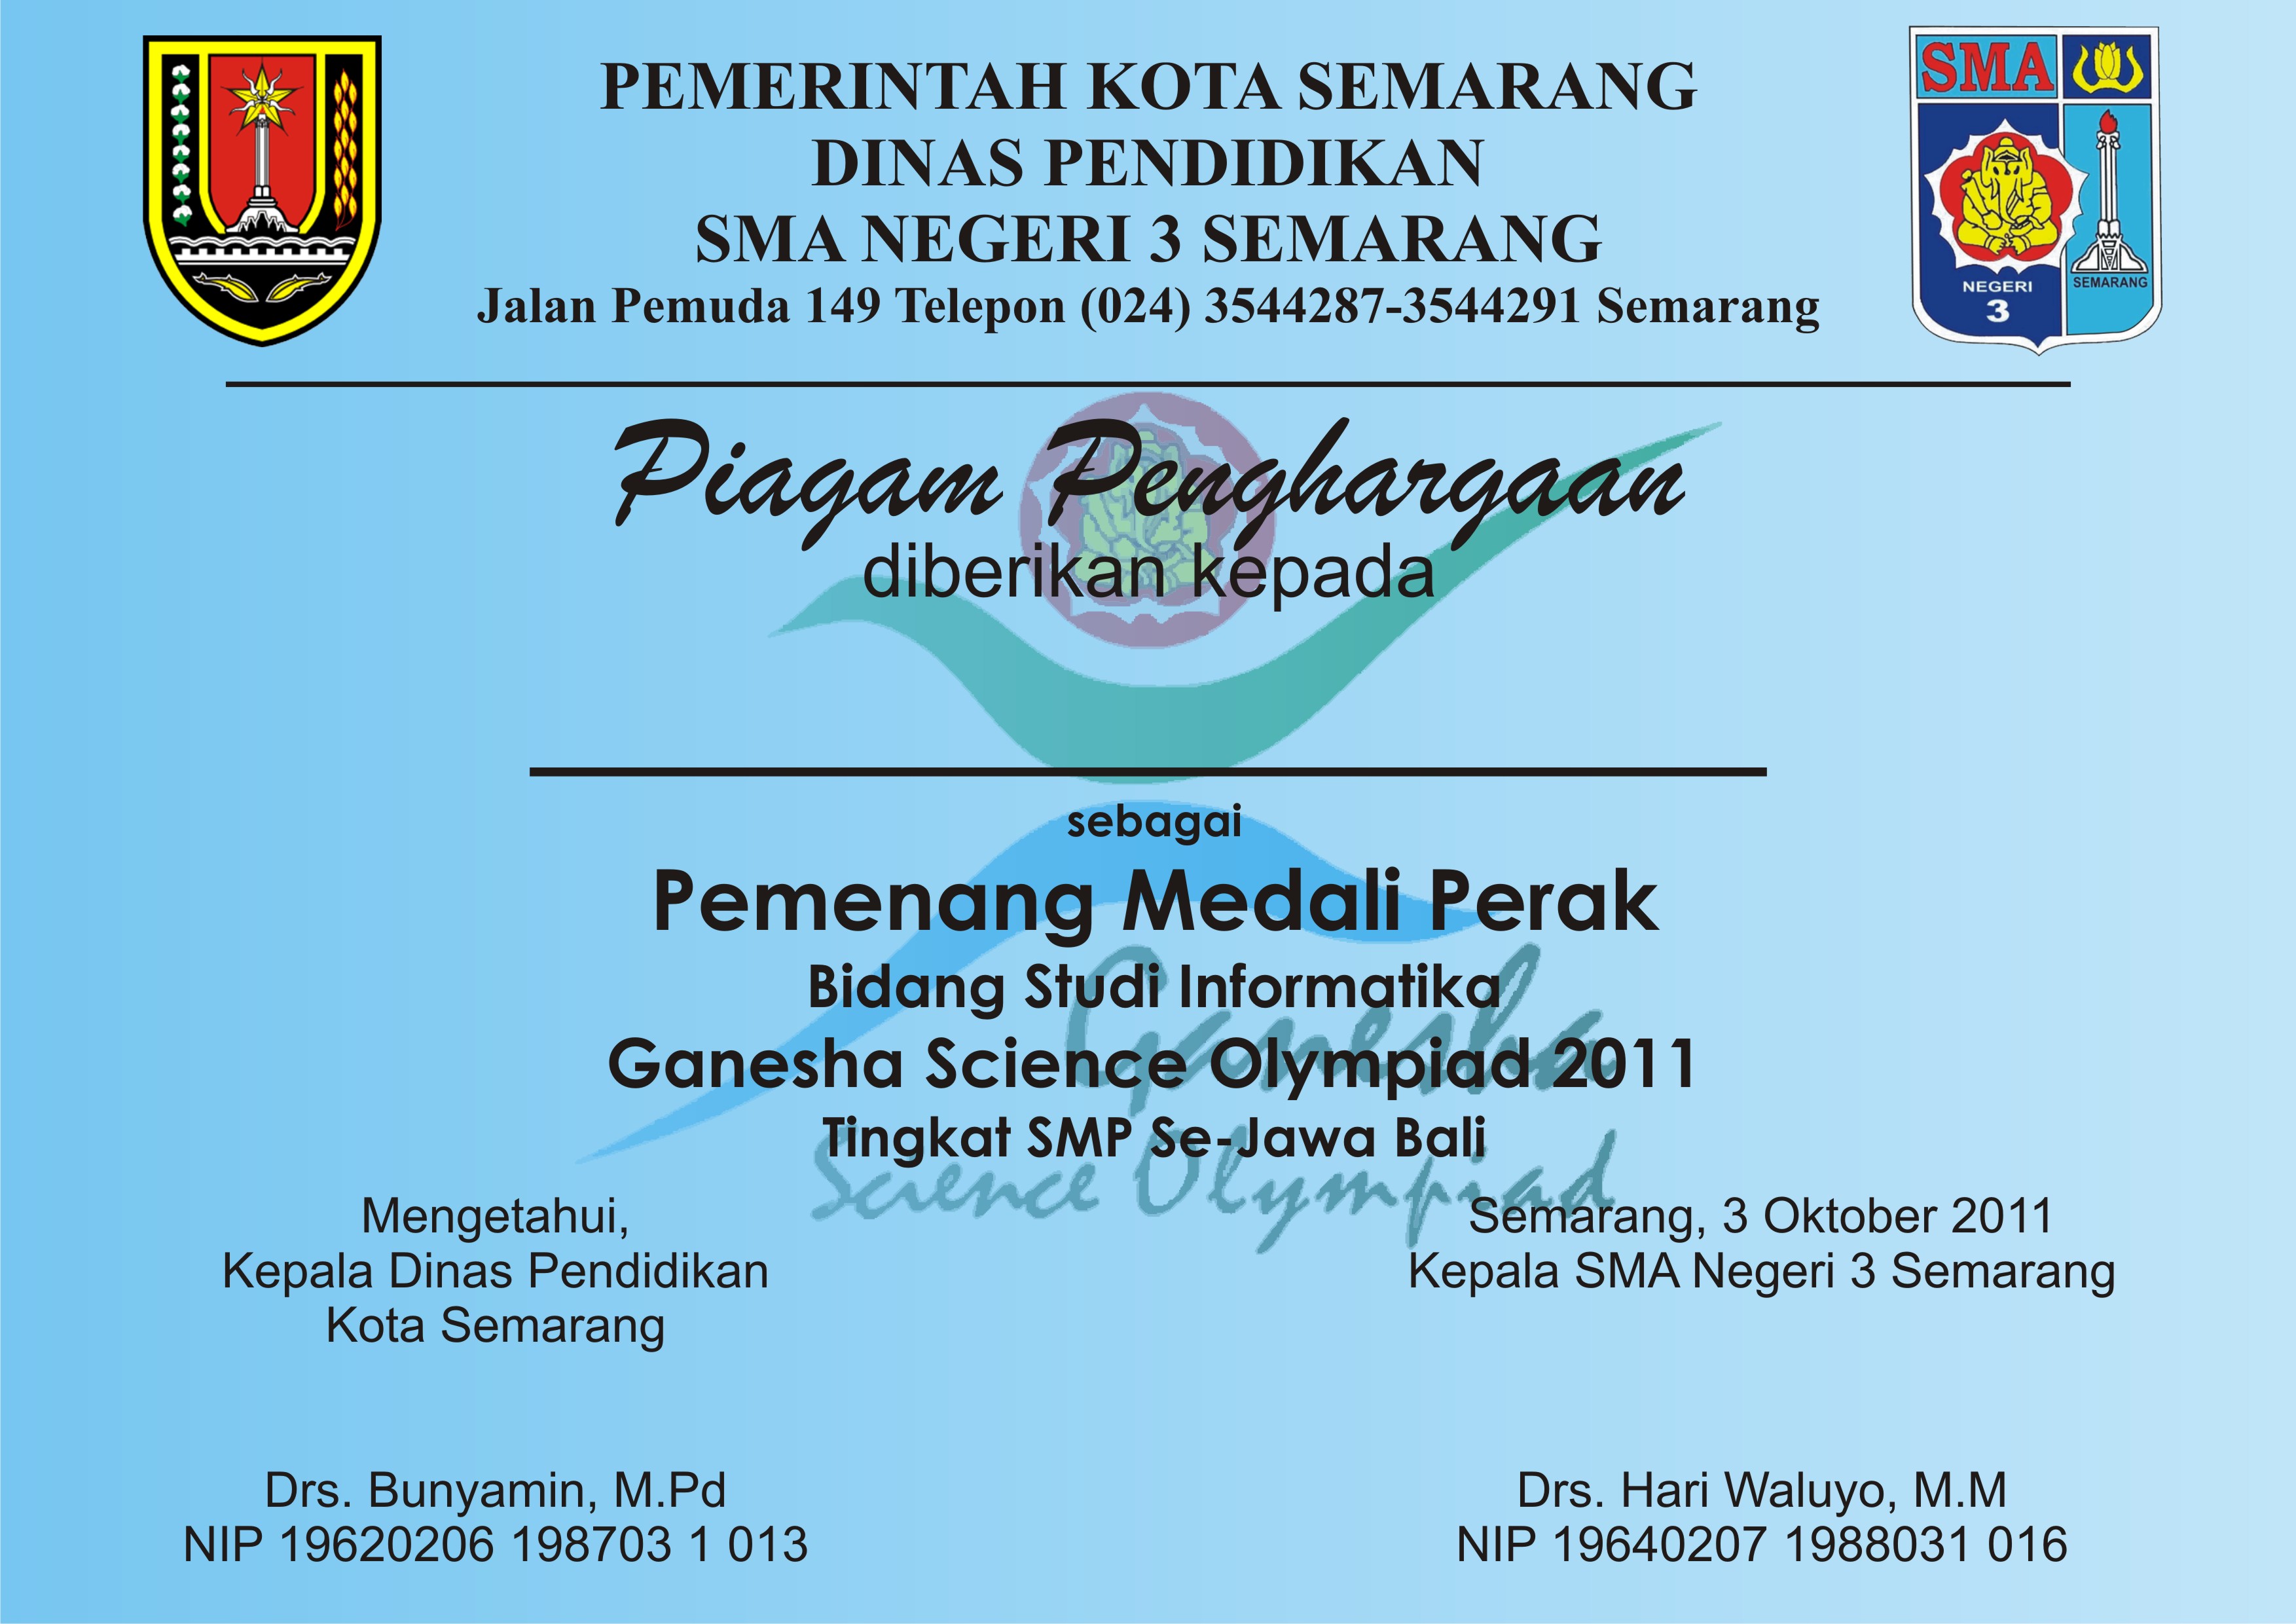 PEMERINTAH KOTA SEMARANG
DINAS PENDIDIKAN
SMA NEGERI 3 SEMARANG
Jalan Pemuda 149 Telepon (024) 3544287-3544291 Semarang
SMA
NEGERI
3
SEMARANG
Piagam Penghargaan
diberikan kepada
sebagai
Pemenang Medali Perak
Bidang Studi Informatika
Ganesha Science Olympiad 2011
Tingkat SMP Se-Jawa Bali
Ganesha
Science Olympiad
Mengetahui,
Kepala Dinas Pendidikan
Kota Semarang
Drs. Bunyamin, M.Pd
NIP 19620206 198703 1 013
Semarang, 3 Oktober 2011
Kepala SMA Negeri 3 Semarang
Drs. Hari Waluyo, M.M
NIP 19640207 1988031 016